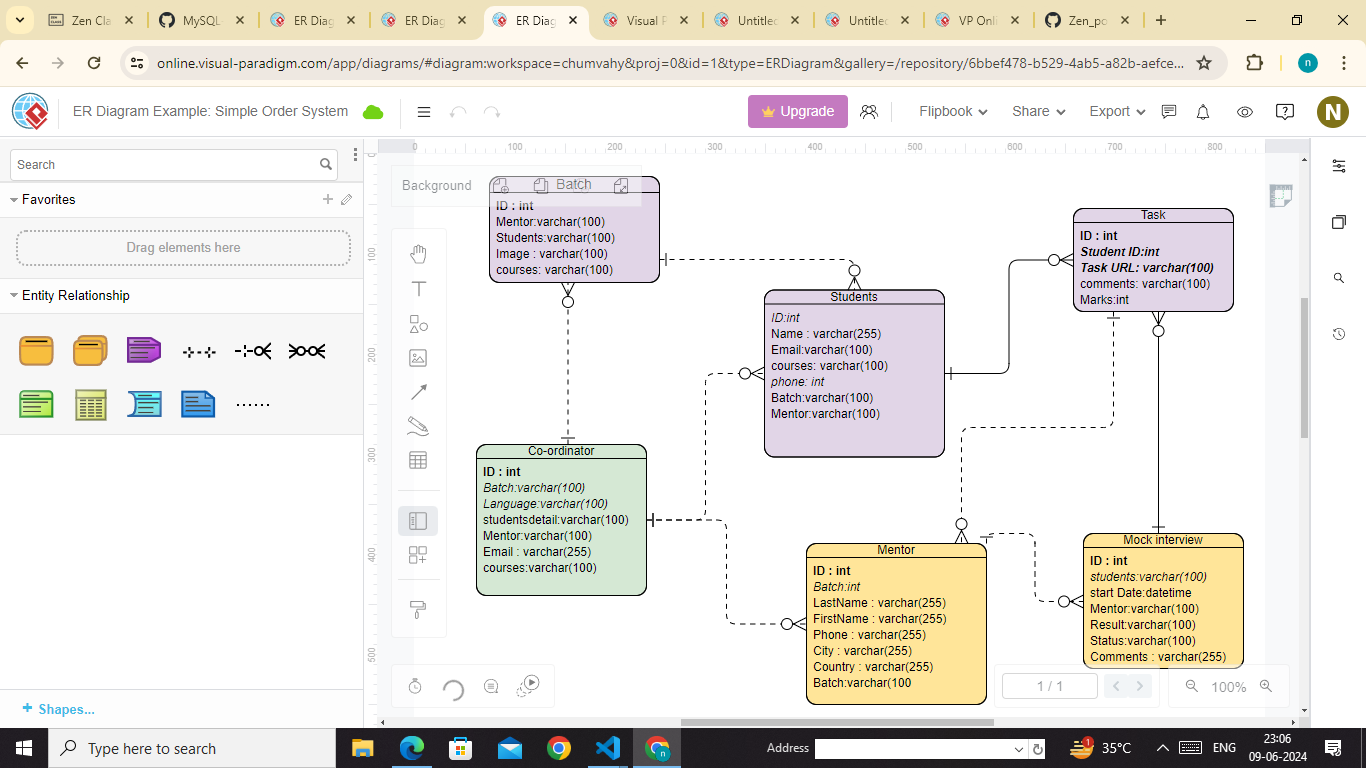 Zen Cla
MySQL
ER Diag
ER Diag
ER Diag
Visual P
Untitled
Untitled
VP Onli
Zen_po
online.visual-paradigm.com/app/diagrams/#diagram:workspace=chumvahy&proj=0&id=1&type=ERDiagram&gallery=/repository/6bbef478-b529-4ab5-a82b-aefce...
n
ER Diagram Example: Simple Order System
Upgrade
Flipbook
Share
Export
N
Search
Favorites
Drag elements here
Entity Relationship
Shapes...
0
100
200
300
400
500
600
700
800
0
100
200
300
400
500
Background
Batch
ID : int
Mentor:varchar(100)
Students:varchar(100)
Image : varchar(100)
courses: varchar(100)
Task
ID : int
Student ID:int
Task URL: varchar(100)
comments: varchar(100)
Marks:int
Students
ID:int
Name : varchar(255)
Email:varchar(100)
courses: varchar(100)
phone: int
Batch:varchar(100)
Mentor:varchar(100)
Co-ordinator
ID : int
Batch:varchar(100)
Language:varchar(100)
studentsdetail:varchar(100)
Mentor:varchar(100)
Email : varchar(255)
courses:varchar(100)
Mentor
ID : int
Batch:int
LastName : varchar(255)
FirstName : varchar(255)
Phone : varchar(255)
City : varchar(255)
Country : varchar(255)
Batch:varchar(100
Mock interview
ID : int
students:varchar(100)
start Date:datetime
Mentor:varchar(100)
Result:varchar(100)
Status:varchar(100)
Comments : varchar(255)
1 / 1
100%
Type here to search
n
Address
1
35°C
ENG
23:06
09-06-2024